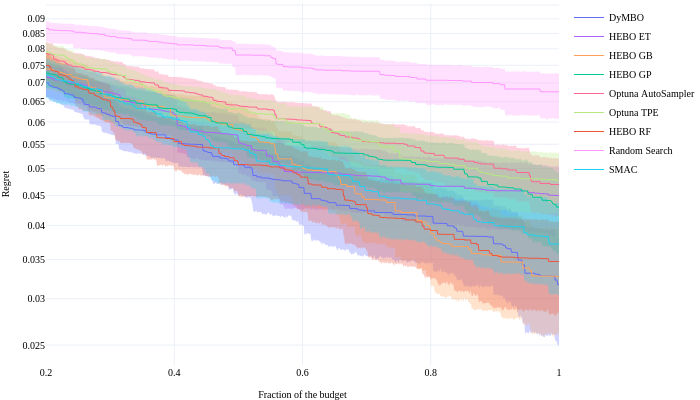 0.09
0.085
0.08
0.075
0.07
0.065
0.06
0.055
0.05
0.045
0.04
0.035
0.03
0.025
Regret
0.2
0.4
0.6
0.8
1
Fraction of the budget
DyMBO
HEBO ET
HEBO GB
HEBO GP
Optuna AutoSampler
Optuna TPE
HEBO RF
Random Search
SMAC